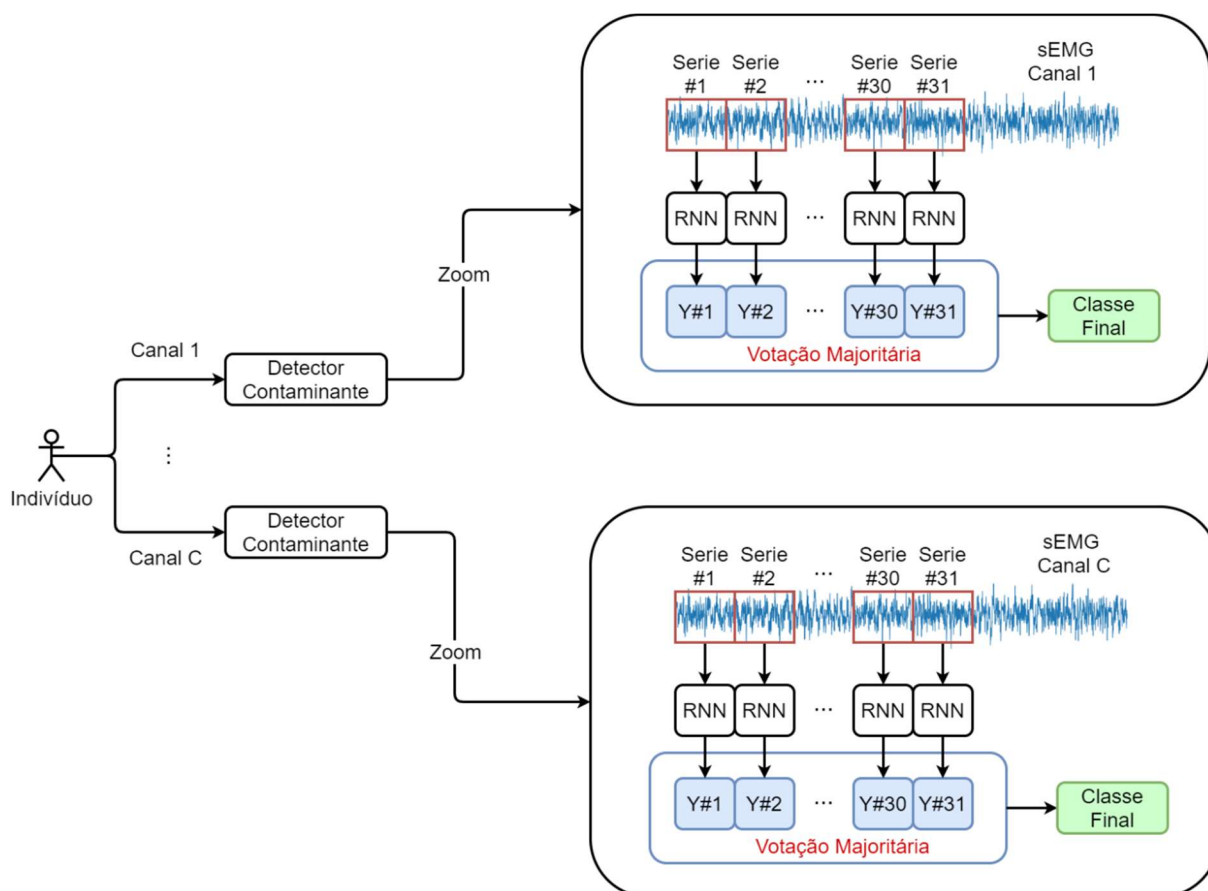 sEMG
Canal 1
Serie
#1
Serie
#2
...
Serie
#30
Serie
#31
RNN
RNN
...
RNN
RNN
Y#1
Y#2
...
Y#30
Y#31
Votação Majoritária
Classe
Final
Zoom
Canal 1
Detector
Contaminante
...
Indivíduo
Canal C
Detector
Contaminante
Zoom
sEMG
Canal C
Serie
#1
Serie
#2
...
Serie
#30
Serie
#31
RNN
RNN
...
RNN
RNN
Y#1
Y#2
...
Y#30
Y#31
Votação Majoritária
Classe
Final